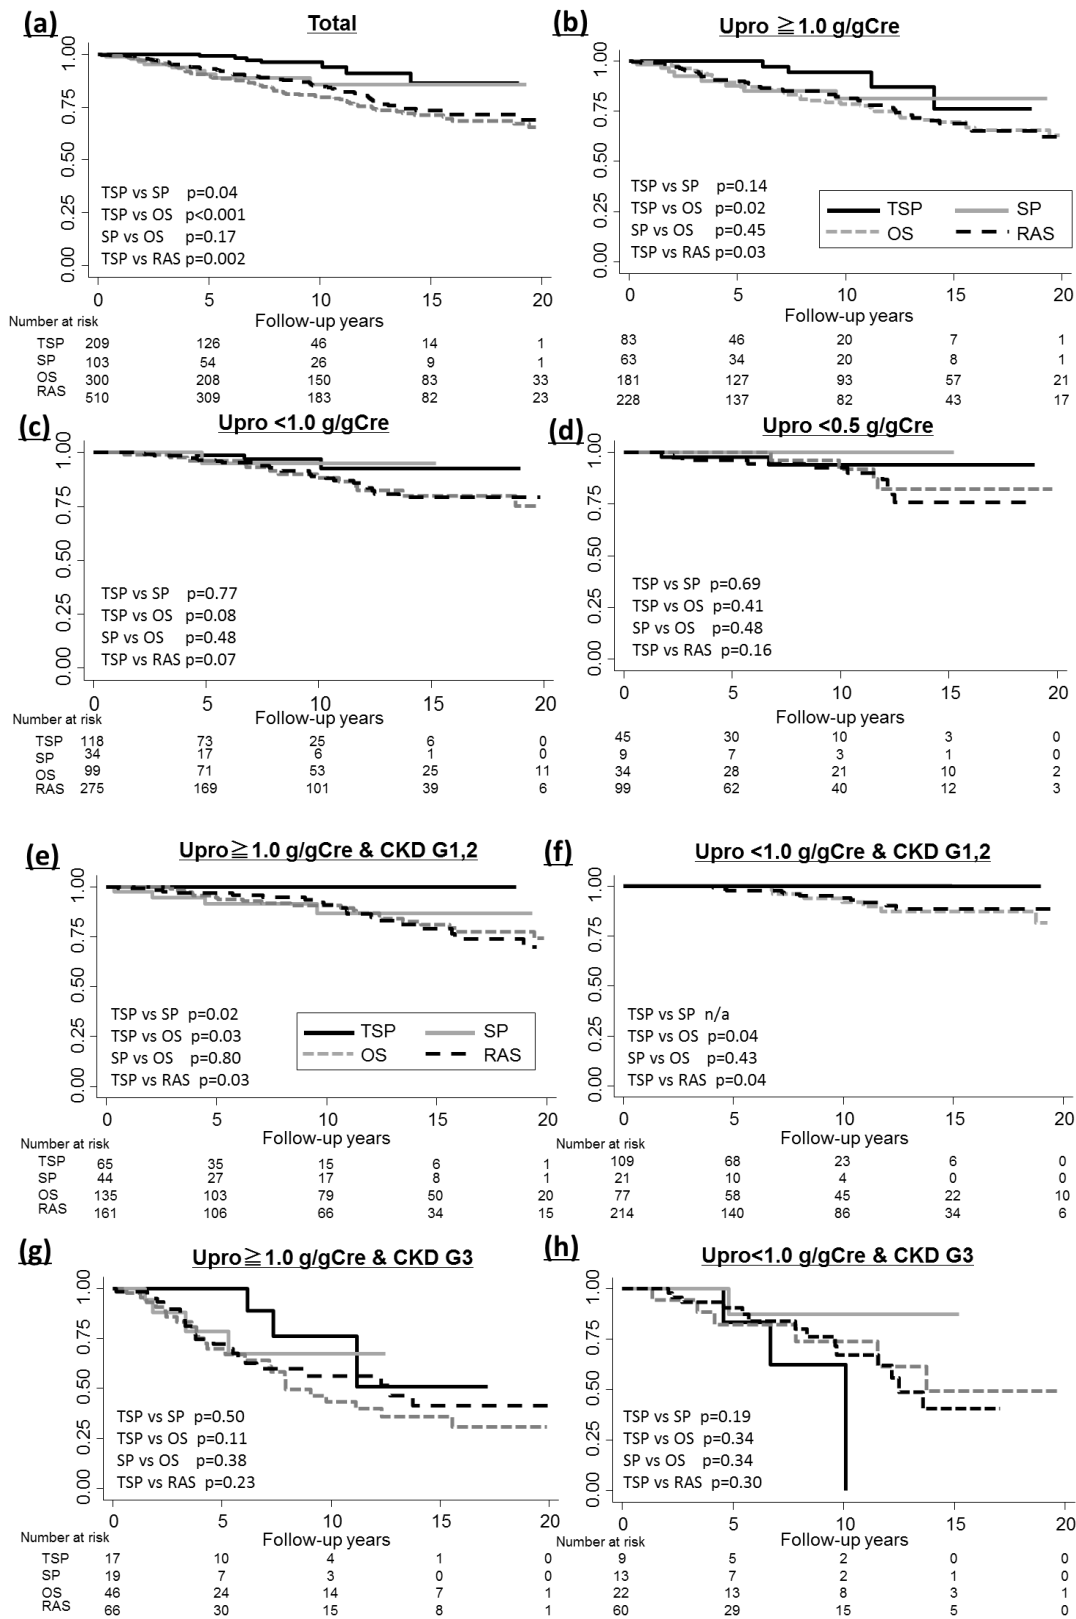 (a)
Total
1.00
0.75
0.50
0.25
0.00
TSP vs SP p=0.04
TSP vs OS p<0.001
SP vs OS p=0.17
TSP vs RAS p=0.002
0 5 10 15 20
Number at risk
Follow-up years
TSP 209 126 46 14 1
SP 103 54 26 9 1
OS 300 208 150 83 33
RAS 510 309 183 82 23
(b)
Upro ≧1.0 g/gCre
1.00
0.75
0.50
0.25
0.00
TSP vs SP p=0.14
TSP vs OS p=0.02
SP vs OS p=0.45
TSP vs RAS p=0.03
TSP SP
OS RAS
0 5 10 15 20
Follow-up years
83 46 20 7 1
63 34 20 8 1
181 127 93 57 21
228 137 82 43 17
(c)
Upro <1.0 g/gCre
1.00
0.75
0.50
0.25
0.00
TSP vs SP p=0.77
TSP vs OS p=0.08
SP vs OS p=0.48
TSP vs RAS p=0.07
0 5 10 15 20
Number at risk
Follow-up years
TSP 118 73 25 6 0
SP 34 17 6 1 0
OS 99 71 53 25 11
RAS 275 169 101 39 6
(d)
Upro <0.5 g/gCre
1.00
0.75
0.50
0.25
0.00
TSP vs SP p=0.69
TSP vs OS p=0.41
SP vs OS p=0.48
TSP vs RAS p=0.16
0 5 10 15 20
Follow-up years
45 30 10 3 0
9 7 3 1 0
34 28 21 10 2
99 62 40 12 3
(e)
Upro≧1.0 g/gCre & CKD G1,2
1.00
0.75
0.50
0.25
0.00
TSP vs SP p=0.02
TSP vs OS p=0.03
SP vs OS p=0.80
TSP vs RAS p=0.03
TSP SP
OS RAS
0 5 10 15 20
Number at risk
Follow-up years
TSP 65 35 15 6 1
SP 44 27 17 8 1
OS 135 103 79 50 20
RAS 161 106 66 34 15
(f)
Upro <1.0 g/gCre & CKD G1,2
1.00
0.75
0.50
0.25
0.00
TSP vs SP n/a
TSP vs OS p=0.04
SP vs OS p=0.43
TSP vs RAS p=0.04
0 5 10 15 20
Number at risk
Follow-up years
109 68 23 6 0
21 10 4 0 0
77 58 45 22 10
214 140 86 34 6
(g)
Upro≧1.0 g/gCre & CKD G3
1.00
0.75
0.50
0.25
0.00
TSP vs SP p=0.50
TSP vs OS p=0.11
SP vs OS p=0.38
TSP vs RAS p=0.23
0 5 10 15 20
Number at risk
Follow-up years
TSP 17 10 4 1 0
SP 19 7 3 0 0
OS 46 24 14 7 1
RAS 66 30 15 8 1
(h)
Upro<1.0 g/gCre & CKD G3
1.00
0.75
0.50
0.25
0.00
TSP vs SP p=0.19
TSP vs OS p=0.34
SP vs OS p=0.34
TSP vs RAS p=0.30
0 5 10 15 20
Number at risk
Follow-up years
9 5 2 0 0
13 7 2 1 0
22 13 8 3 1
60 29 15 5 0